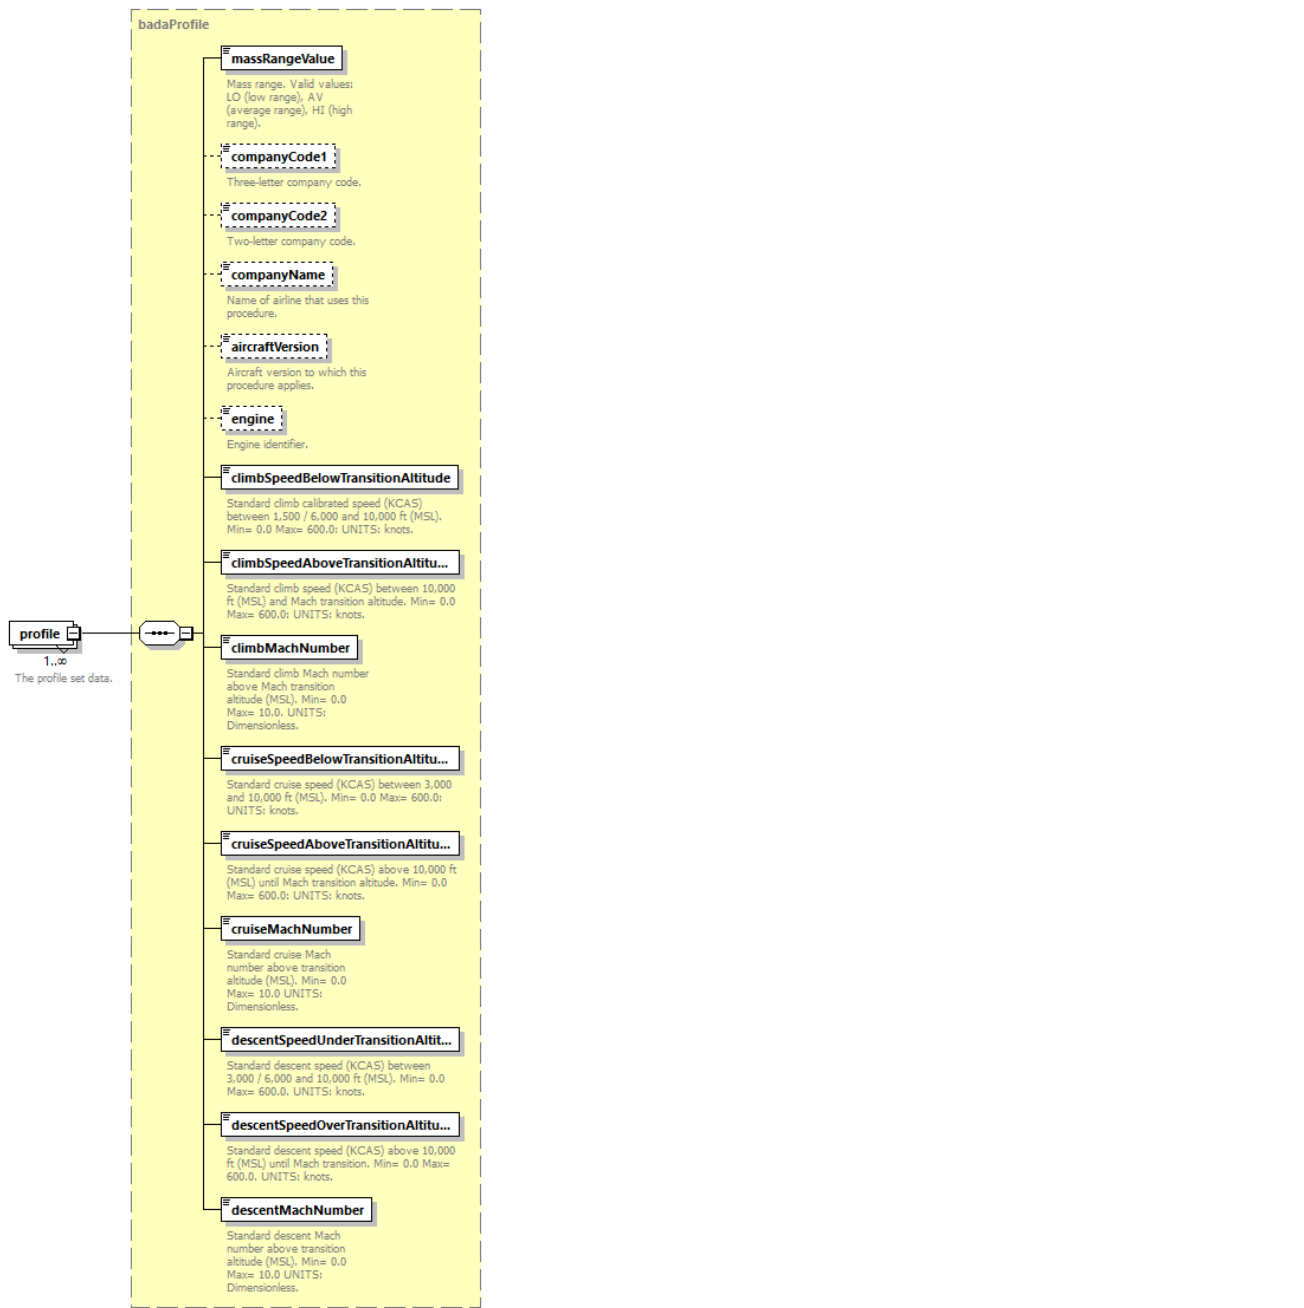 badaProfile
massRangeValue
Mass range. Valid values:
LO (low range), AV
(average range), HI (high
range).
companyCode1
Three-letter company code.
companyCode2
Two-letter company code.
companyName
Name of airline that uses this
procedure.
aircraftVersion
Aircraft version to which this
procedure applies.
engine
Engine identifier.
climbSpeedBelowTransitionAltitude
Standard climb calibrated speed (KCAS)
between 1,500 / 6,000 and 10,000 ft (MSL).
Min= 0.0 Max= 600.0: UNITS: knots.
climbSpeedAboveTransitionAltitu...
Standard climb speed (KCAS) between 10,000
ft (MSL) and Mach transition altitude. Min= 0.0
Max= 600.0: UNITS: knots.
profile
1..∞
The profile set data.
climbMachNumber
Standard climb Mach number
above Mach transition
altitude (MSL). Min= 0.0
Max= 10.0. UNITS:
Dimensionless.
cruiseSpeedBelowTransitionAltitu...
Standard cruise speed (KCAS) between 3,000
and 10,000 ft (MSL). Min= 0.0 Max= 600.0:
UNITS: knots.
cruiseSpeedAboveTransitionAltitu...
Standard cruise speed (KCAS) above 10,000 ft
(MSL) until Mach transition altitude. Min= 0.0
Max= 600.0: UNITS: knots.
cruiseMachNumber
Standard cruise Mach
number above transition
altitude (MSL). Min= 0.0
Max= 10.0 UNITS:
Dimensionless.
descentSpeedUnderTransitionAltit...
Standard descent speed (KCAS) between
3,000 / 6,000 and 10,000 ft (MSL). Min= 0.0
Max= 600.0. UNITS: knots.
descentSpeedOverTransitionAltitu...
Standard descent speed (KCAS) above 10,000
ft (MSL) until Mach transition. Min= 0.0 Max=
600.0. UNITS: knots.
descentMachNumber
Standard descent Mach
number above transition
altitude (MSL). Min= 0.0
Max= 10.0 UNITS:
Dimensionless.